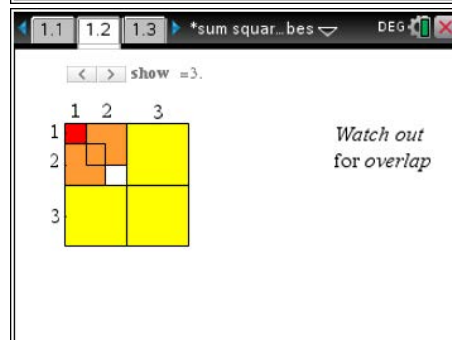 1.1 1.2 1.3 *sum squar...bes DEG
< > show =3.
1 2 3
1
2
3
Watch out
for overlap